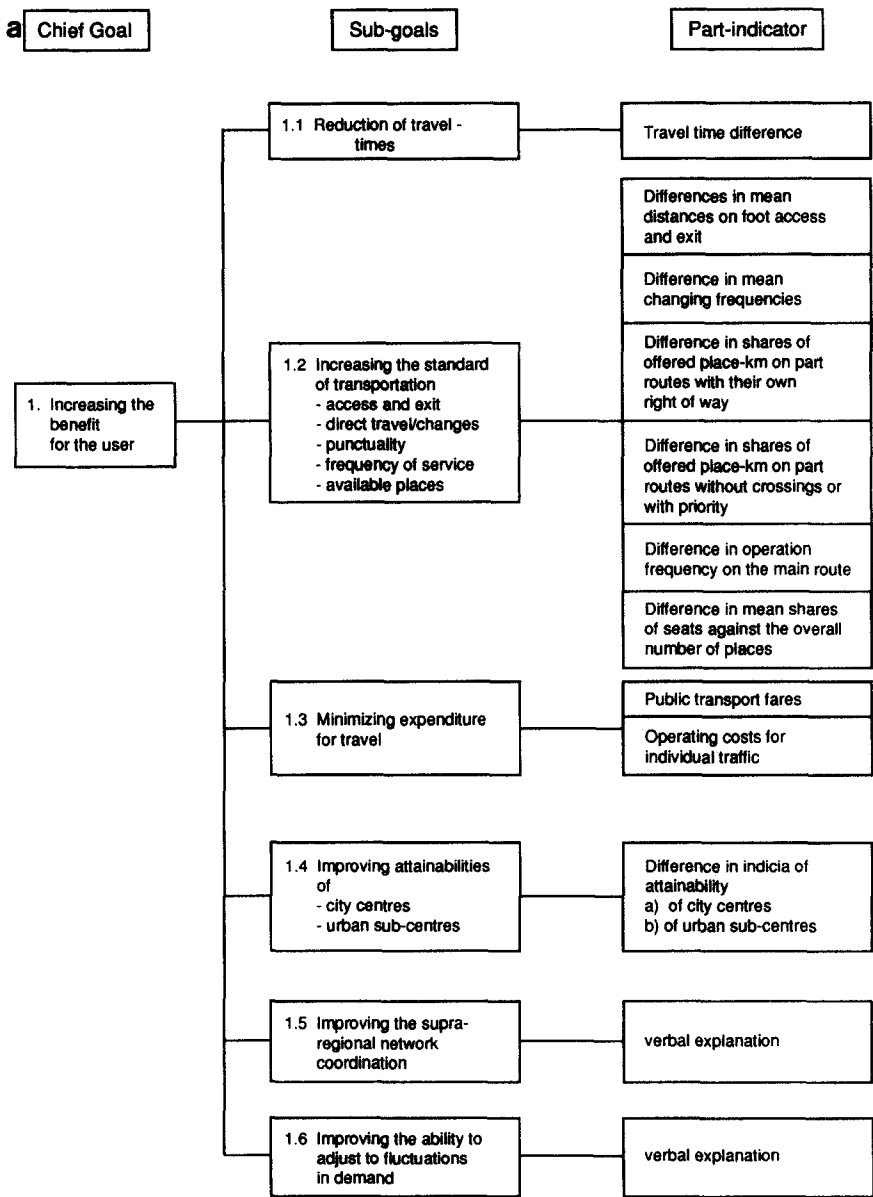 a Chief Goal Sub-goals Part-indicator
1.1 Reduction of travel -
times
Travel time difference
Differences in mean
distances on foot access
and exit
Difference in mean
changing frequencies
Difference in shares of
offered place-km on part
routes with their own
right of way
1. Increasing the
benefit
for the user
1.2 Increasing the standard
of transportation
- access and exit
- direct travel/changes
- punctuality
- frequency of service
- available places
Difference in shares of
offered place-km on part
routes without crossings or
with priority
Difference in operation
frequency on the main route
Difference in mean shares
of seats against the overall
number of places
1.3 Minimizing expenditure
for travel
Public transport fares
Operating costs for
individual traffic
1.4 Improving attainabilities
of
- city centres
- urban sub-centres
Difference in indicia of
attainability
a) of city centres
b) of urban sub-centres
1.5 Improving the supra-
regional network
coordination
verbal explanation
1.6 Improving the ability to
adjust to fluctuations
in demand
verbal explanation